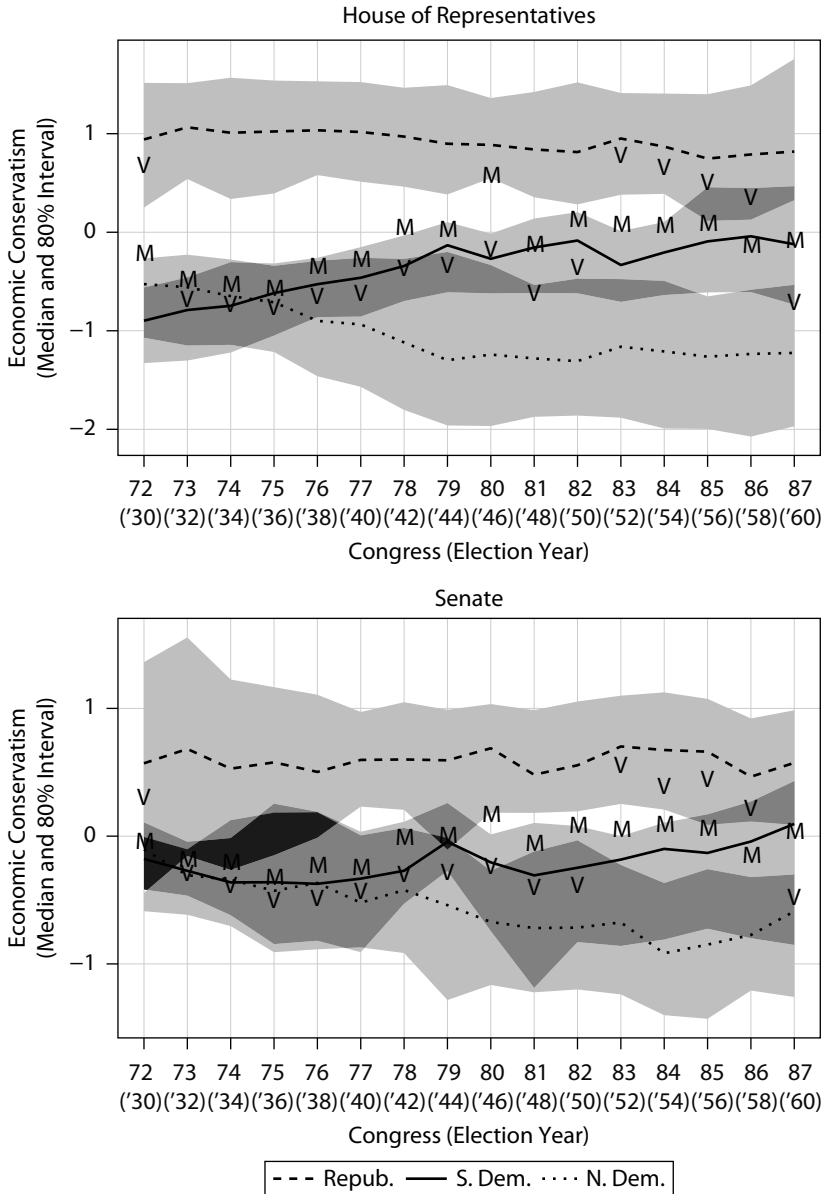 House of Representatives
Economic Conservatism
(Median and 80% Interval)
1
0
−1
−2
V M M V M V M V M V M V M V M V M V M V M V M V M V M V M V M V
72 73 74 75 76 77 78 79 80 81 82 83 84 85 86 87
(’30) (’32) (’34) (’36) (’38) (’40) (’42) (’44) (’46) (’48) (’50) (’52) (’54) (’56) (’58) (’60)
Congress (Election Year)
Senate
Economic Conservatism
(Median and 80% Interval)
1
0
−1
V M M V M V M V M V M V M V M V M V M V M V V M V M V M V M M V
72 73 74 75 76 77 78 79 80 81 82 83 84 85 86 87
(’30) (’32) (’34) (’36) (’38) (’40) (’42) (’44) (’46) (’48) (’50) (’52) (’54) (’56) (’58) (’60)
Congress (Election Year)
Repub. S. Dem. N. Dem.